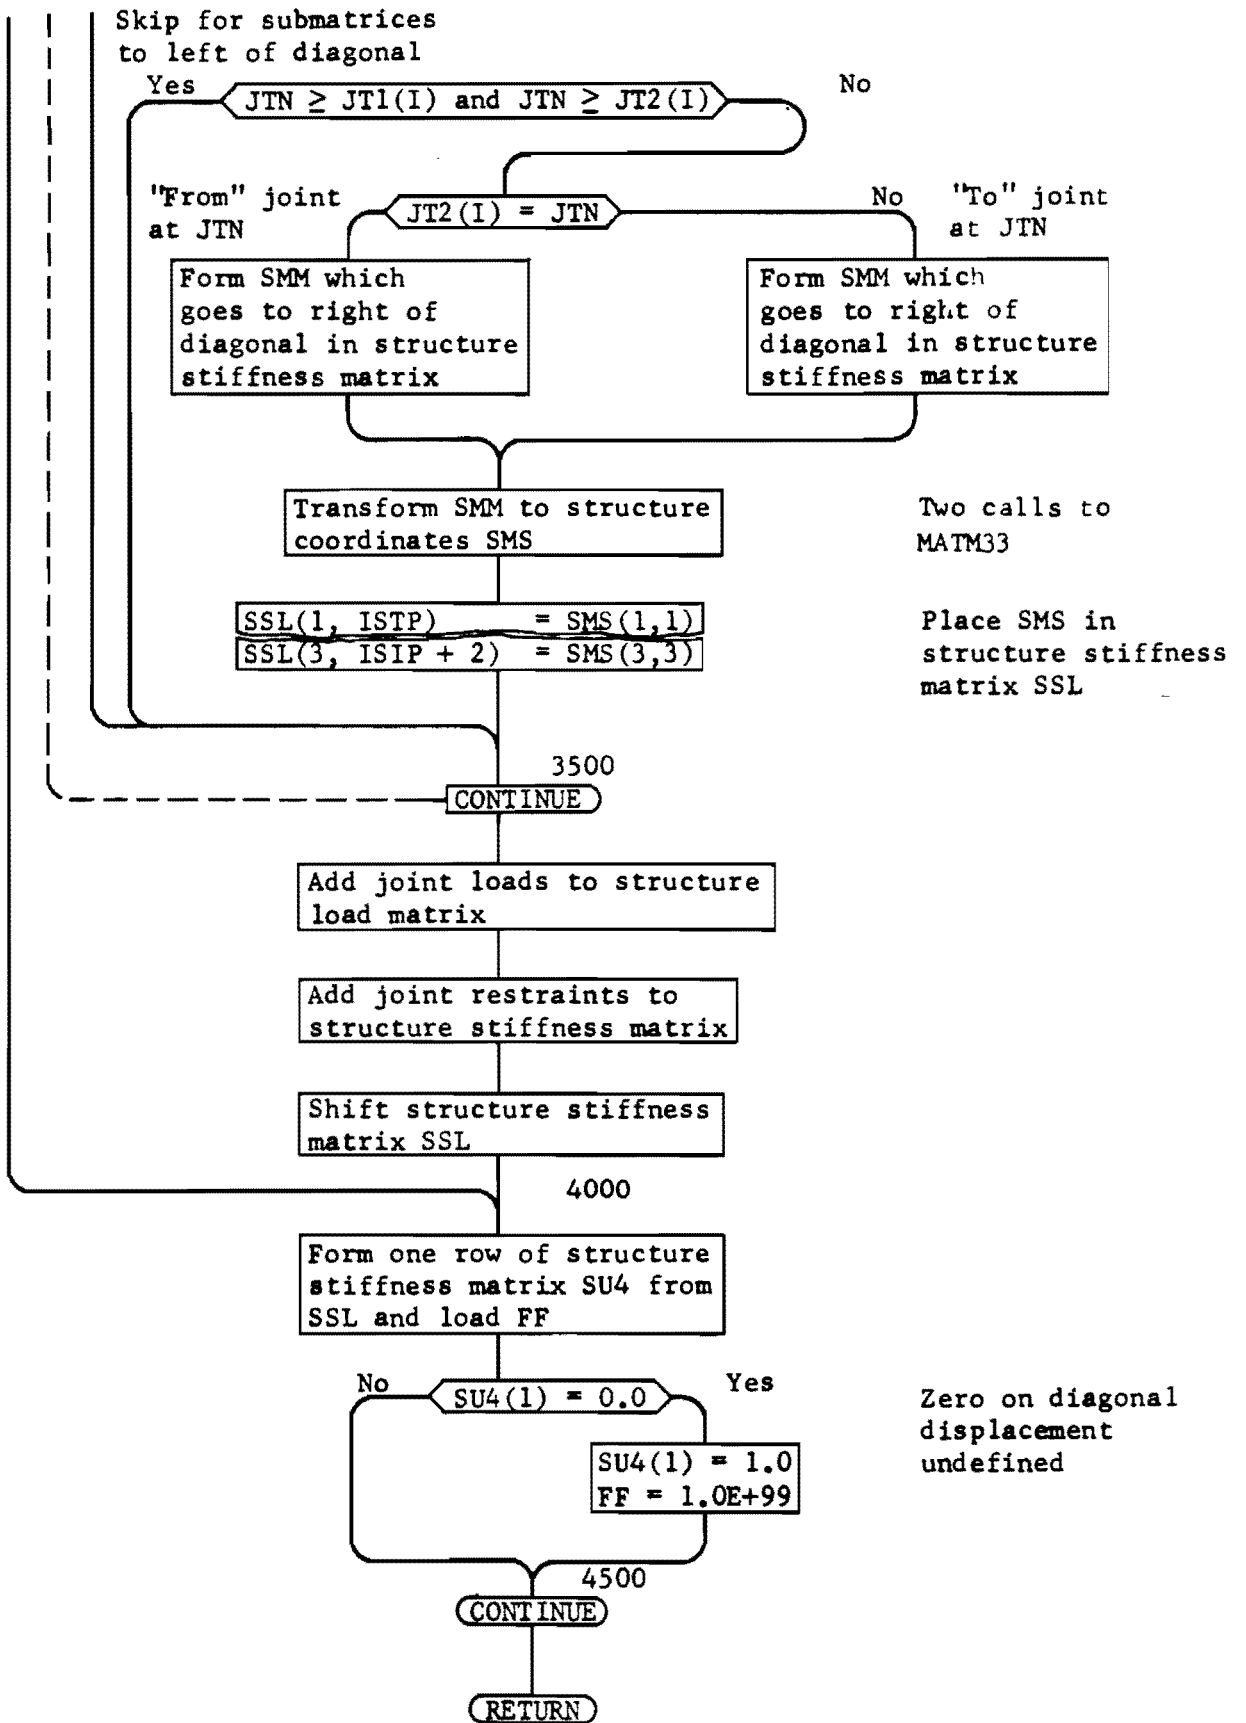 Skip for submatrices
to left of diagonal
Yes
JTN ≥ JT1(I) and JTN ≥ JT2(I)
No
"From" joint
at JTN
JT2(I) = JTN
No
"To" joint
at JTN
Form SMM which
goes to right of
diagonal in structure
stiffness matrix
Form SMM which
goes to right of
diagonal in structure
stiffness matrix
Transform SMM to structure
coordinates SMS
Two calls to
MATM33
SSL(1, ISTP) = SMS(1,1)
SSL(3, ISIP + 2) = SMS(3,3)
Place SMS in
structure stiffness
matrix SSL
3500
CONTINUE
Add joint loads to structure
load matrix
Add joint restraints to
structure stiffness matrix
Shift structure stiffness
matrix SSL
4000
Form one row of structure
stiffness matrix SU4 from
SSL and load FF
No
SU4(1) = 0.0
Yes
Zero on diagonal
displacement
undefined
SU4(1) = 1.0
FF = 1.0E+99
4500
CONTINUE
RETURN